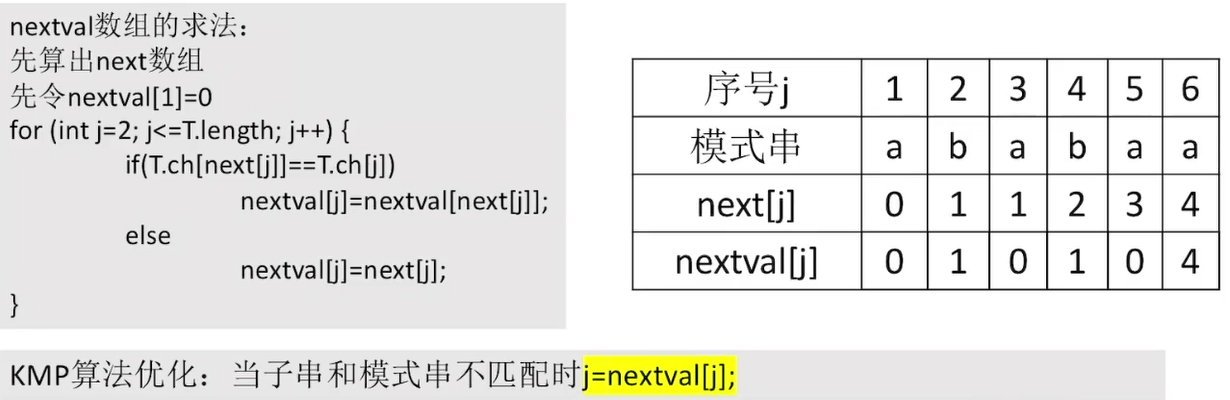 nextval数组的求法：
先算出next数组
先令nextval[1]=0
for (int j=2; j<=T.length; j++) {
if(T.ch[next[j]]==T.ch[j])
nextval[j]=nextval[next[j]];
else
nextval[j]=next[j];
}
序号j 1 2 3 4 5 6
模式串 a b a b a a
next[j] 0 1 1 2 3 4
nextval[j] 0 1 0 1 0 4
KMP算法优化：当子串和模式串不匹配时j=nextval[j];